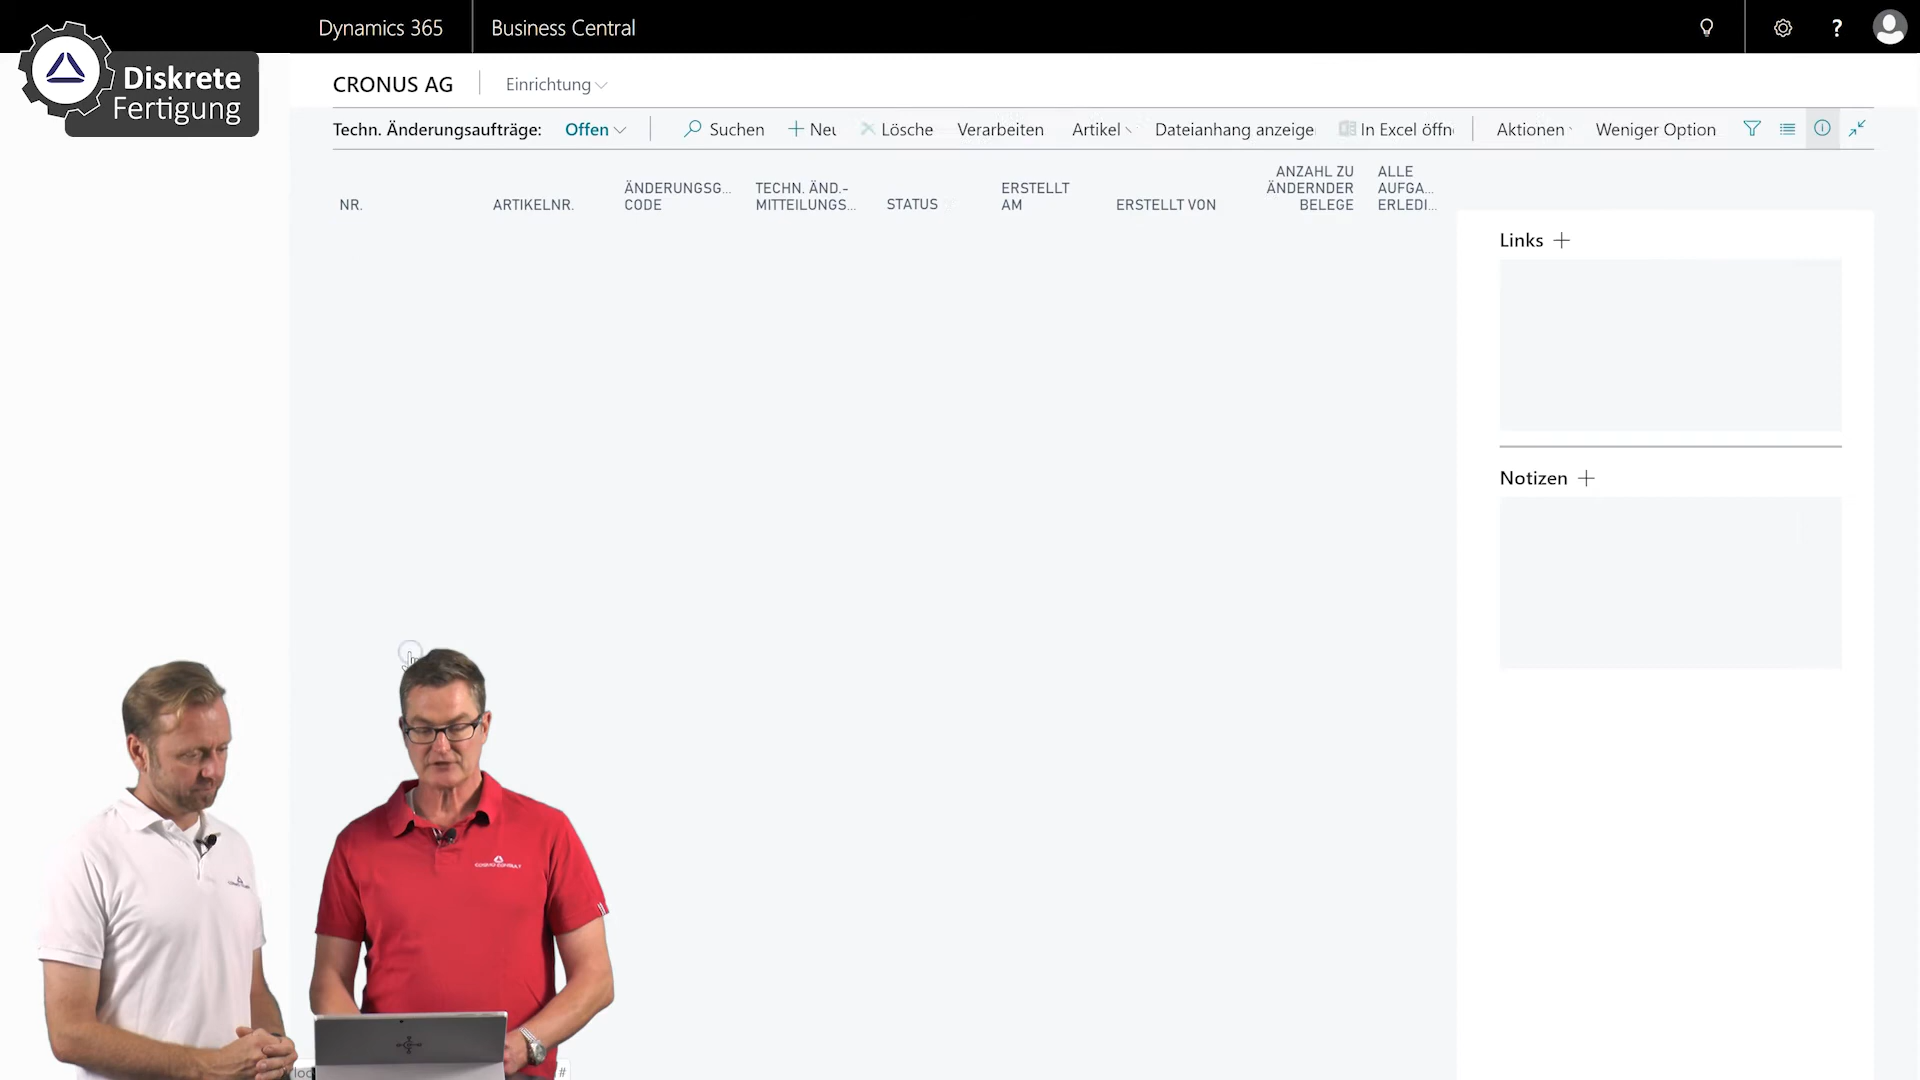 Dynamics 365
Business Central
Diskrete
Fertigung
CRONUS AG
Einrichtung
Techn. Änderungsaufträge:
Offen
Suchen
Neu
Lösche
Verarbeiten
Artikel
Dateianhang anzeige
In Excel öffn
Aktionen
Weniger Option
NR.
ARTIKELNR.
ÄNDERUNGSG...
CODE
TECHN. ÄND.-
MITTEILUNGS...
STATUS
ERSTELLT
AM
ERSTELLT VON
ANZAHL ZU
ÄNDERNDER
BELEGE
ALLE
AUFGA...
ERLEDI...
Links
Notizen
COSMO CONSULT
#